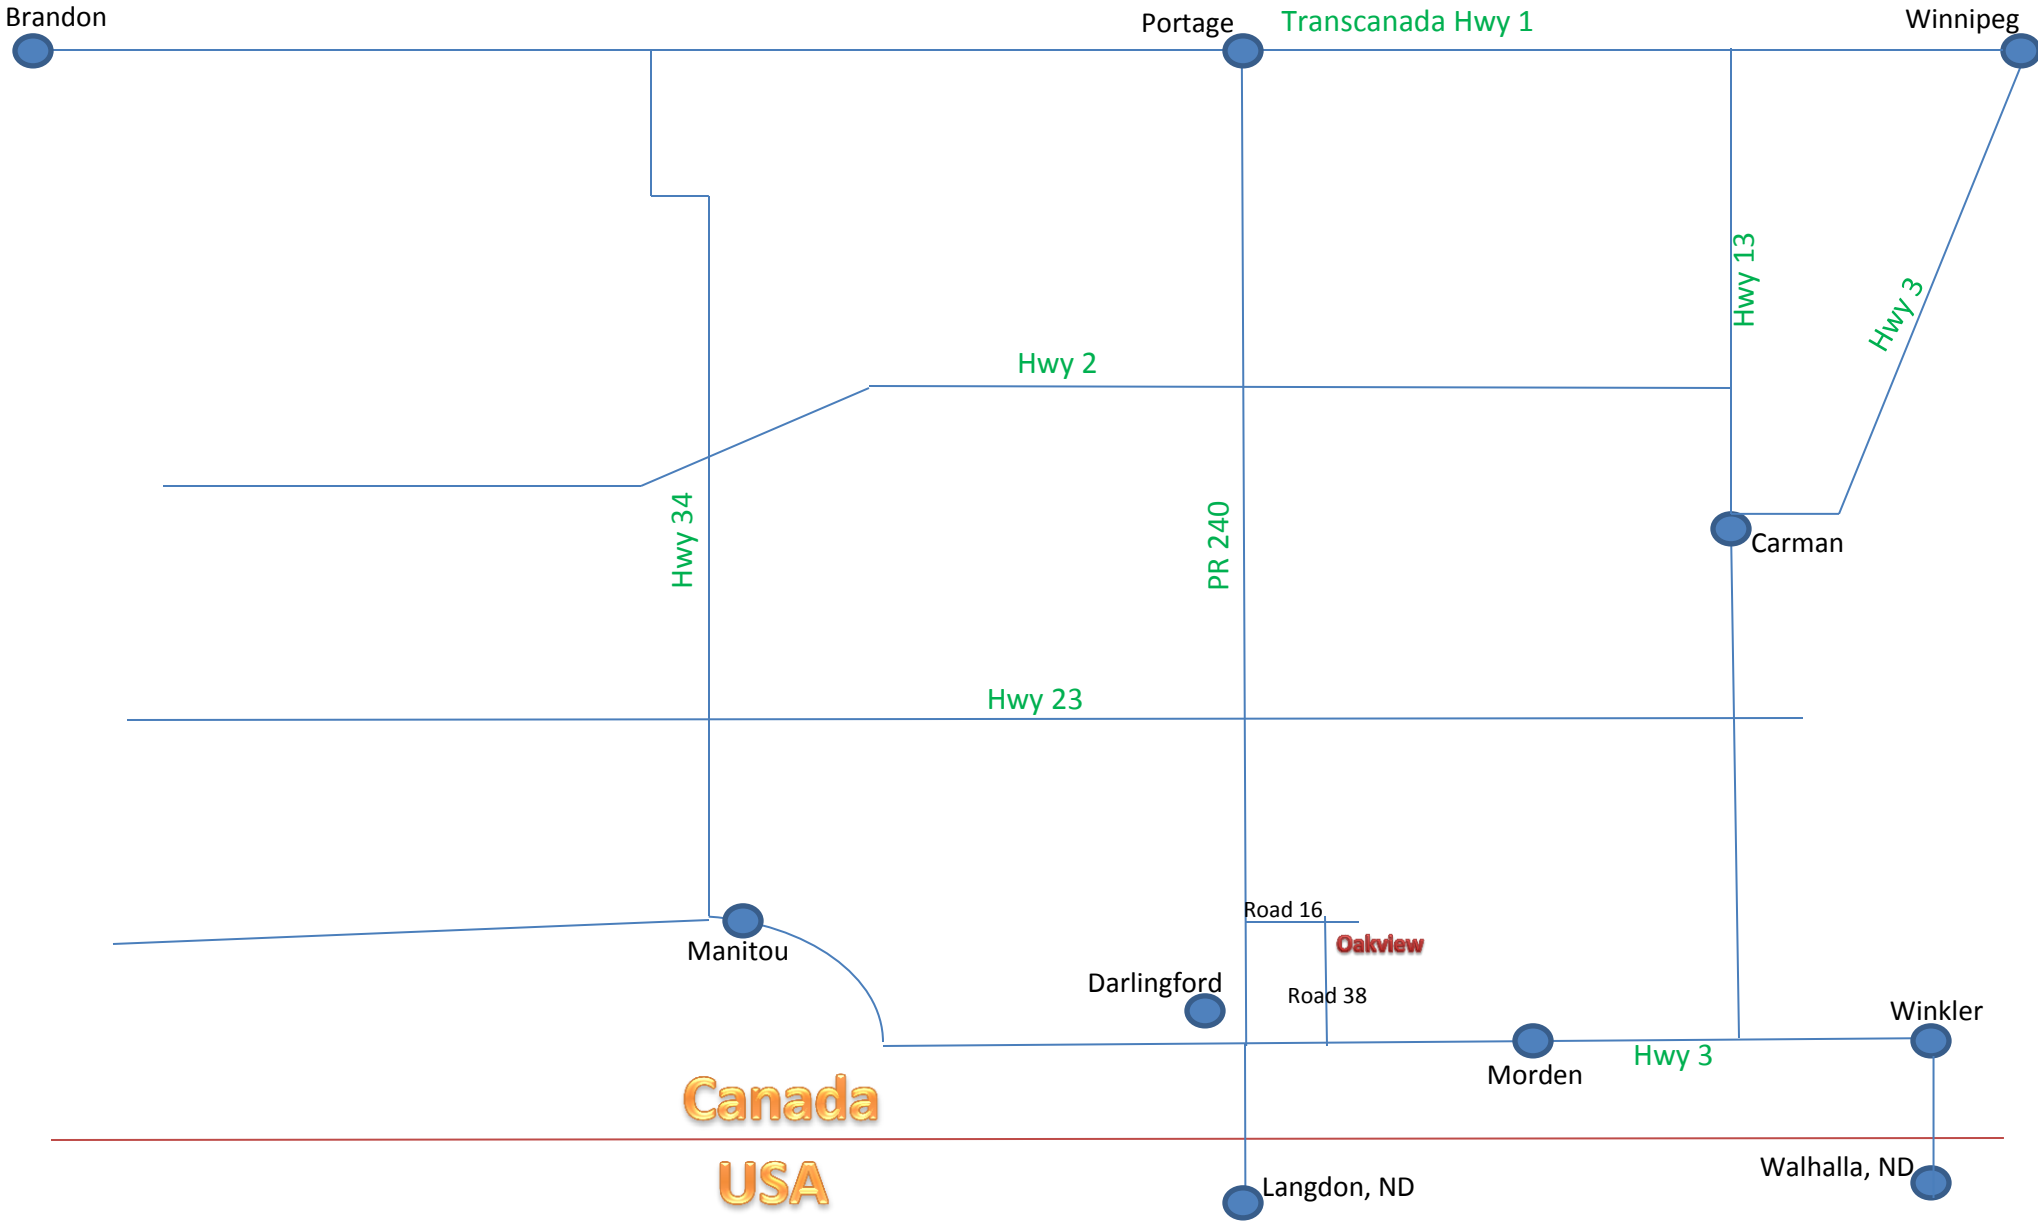 Brandon
Portage
Transcanada Hwy 1
Winnipeg
Hwy 13
Hwy 3
Hwy 2
Hwy 34
PR 240
Carman
Hwy 23
Road 16
Oakview
Manitou
Darlingford
Road 38
Winkler
Hwy 3
Morden
Canada
USA
Walhalla, ND
Langdon, ND